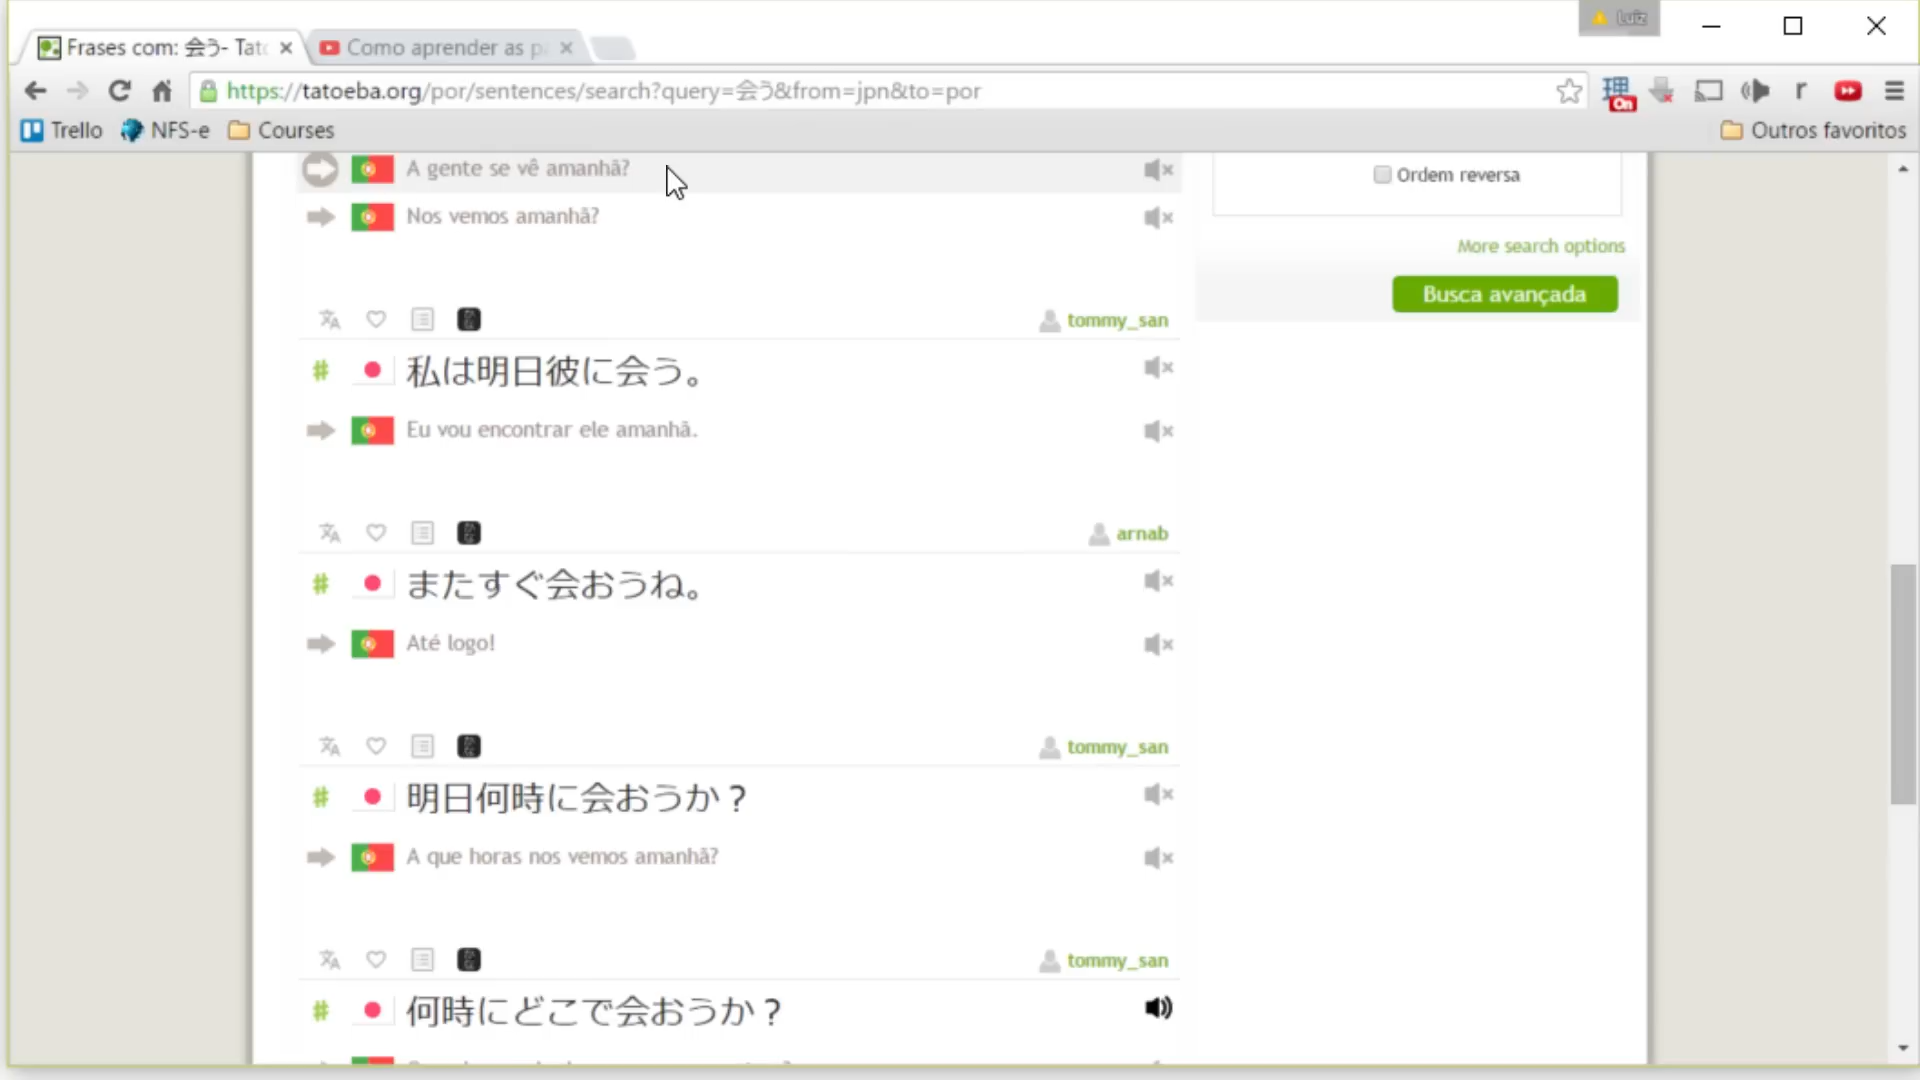 Luiz
Frases com: 会う- Tato
Como aprender as p
https://tatoeba.org/por/sentences/search?query=会う&from=jpn&to=por
理 On r
Trello NFS-e Courses Outros favoritos
A gente se vê amanhã?
Ordem reversa
Nos vemos amanhã?
More search options
Busca avançada
tommy_san
# 私は明日彼に会う。
Eu vou encontrar ele amanhã.
arnab
# またすぐ会おうね。
Até logo!
tommy_san
# 明日何時に会おうか？
A que horas nos vemos amanhã?
tommy_san
# 何時にどこで会おうか？